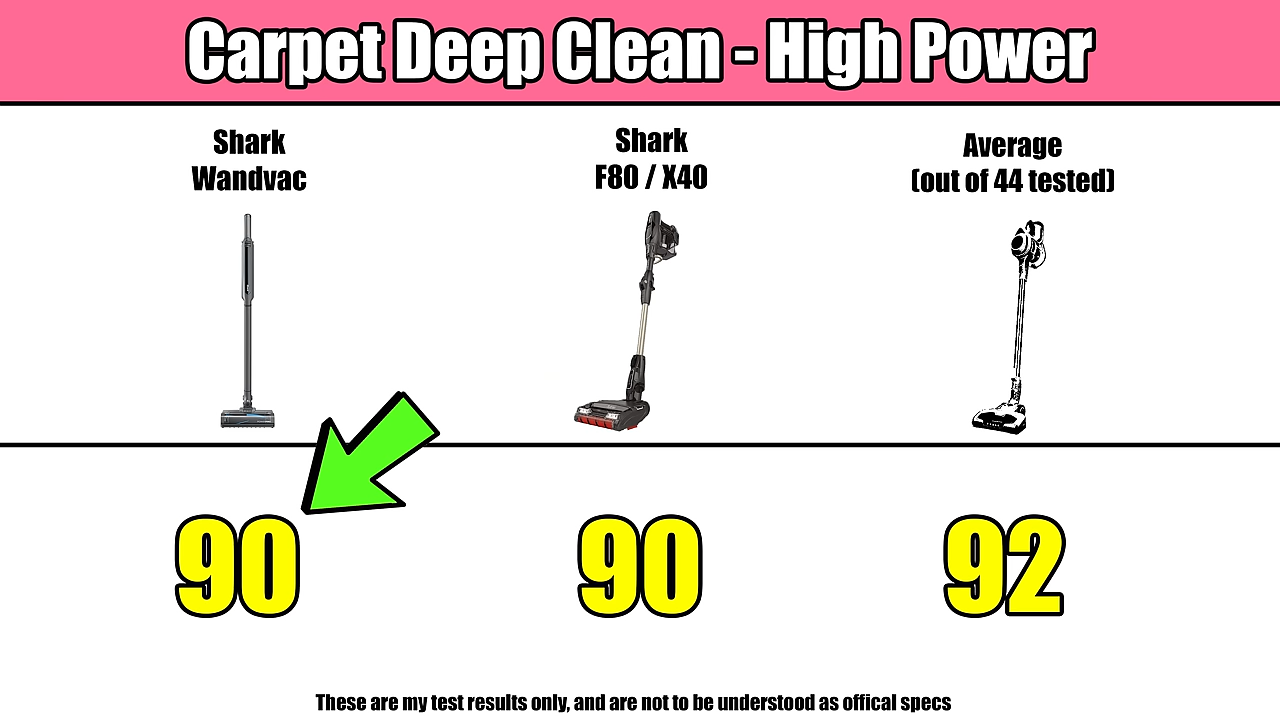 Carpet Deep Clean - High Power
Shark
Wandvac
Shark
F80 / X40
Average
(out of 44 tested)
90
90
92
These are my test results only, and are not to be understood as offical specs